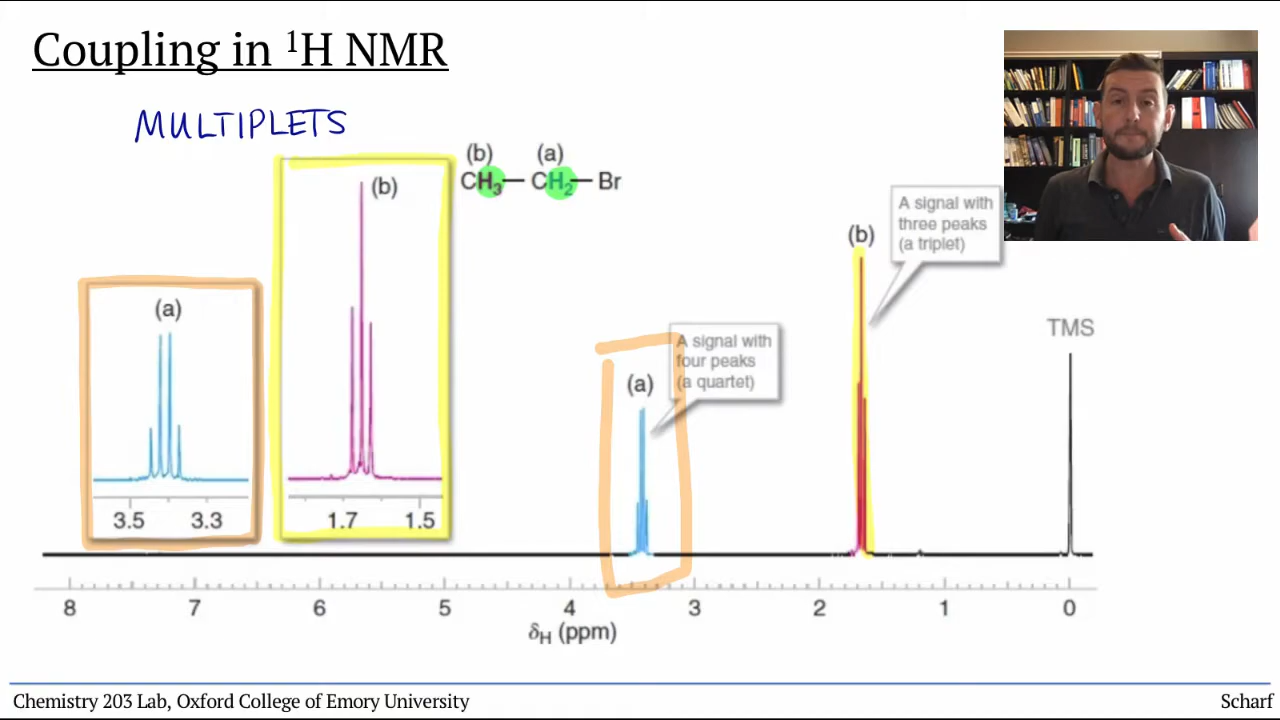 Coupling in ¹H NMR
MULTIPLETS
(b) (a)
CH₃—CH₂—Br
(b)
(a)
3.5 3.3
1.7 1.5
(a)
A signal with
four peaks
(a quartet)
(b)
A signal with
three peaks
(a triplet)
TMS
8 7 6 5 4 3 2 1 0
δH (ppm)
Chemistry 203 Lab, Oxford College of Emory University
Scharf